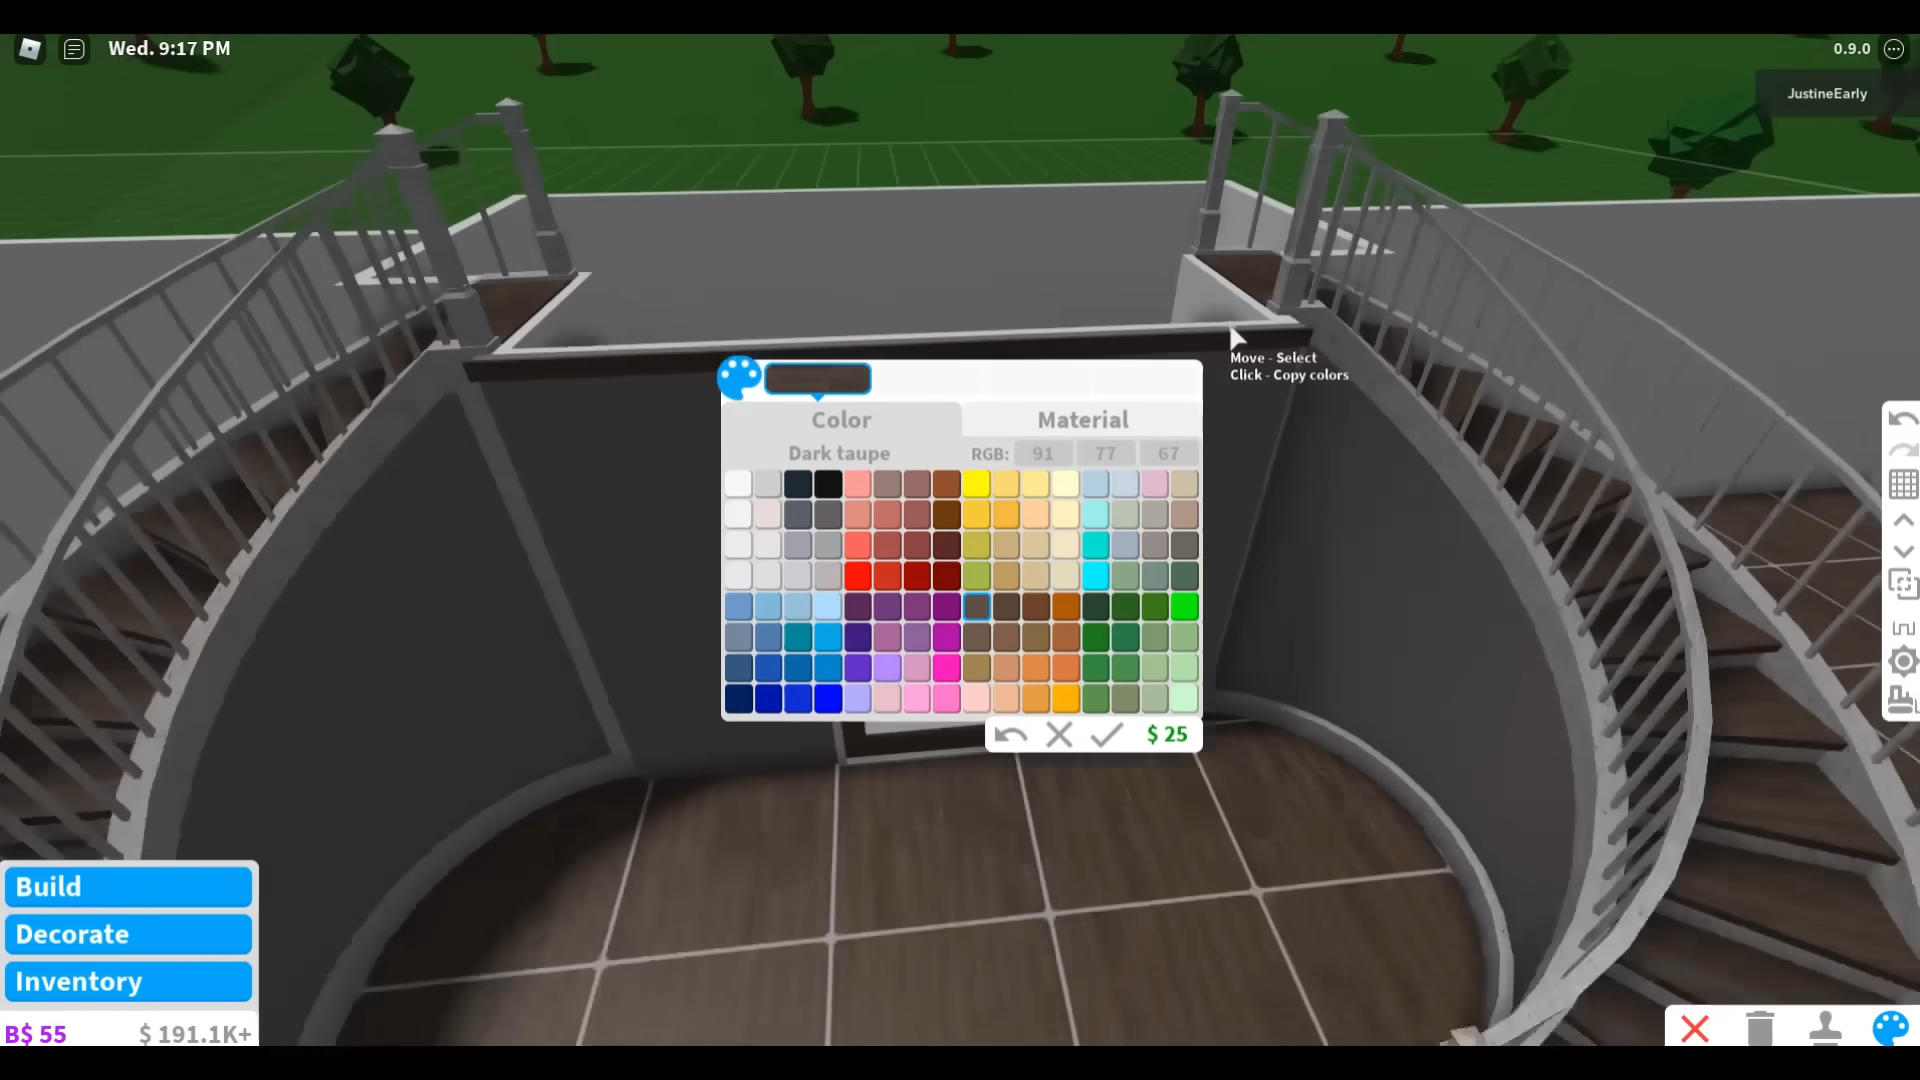 Wed. 9:17 PM
0.9.0
JustineEarly
Move - Select
Click - Copy colors
Color
Material
Dark taupe
RGB: 91 77 67
$ 25
Build
Decorate
Inventory
B$ 55
$ 191.1K+